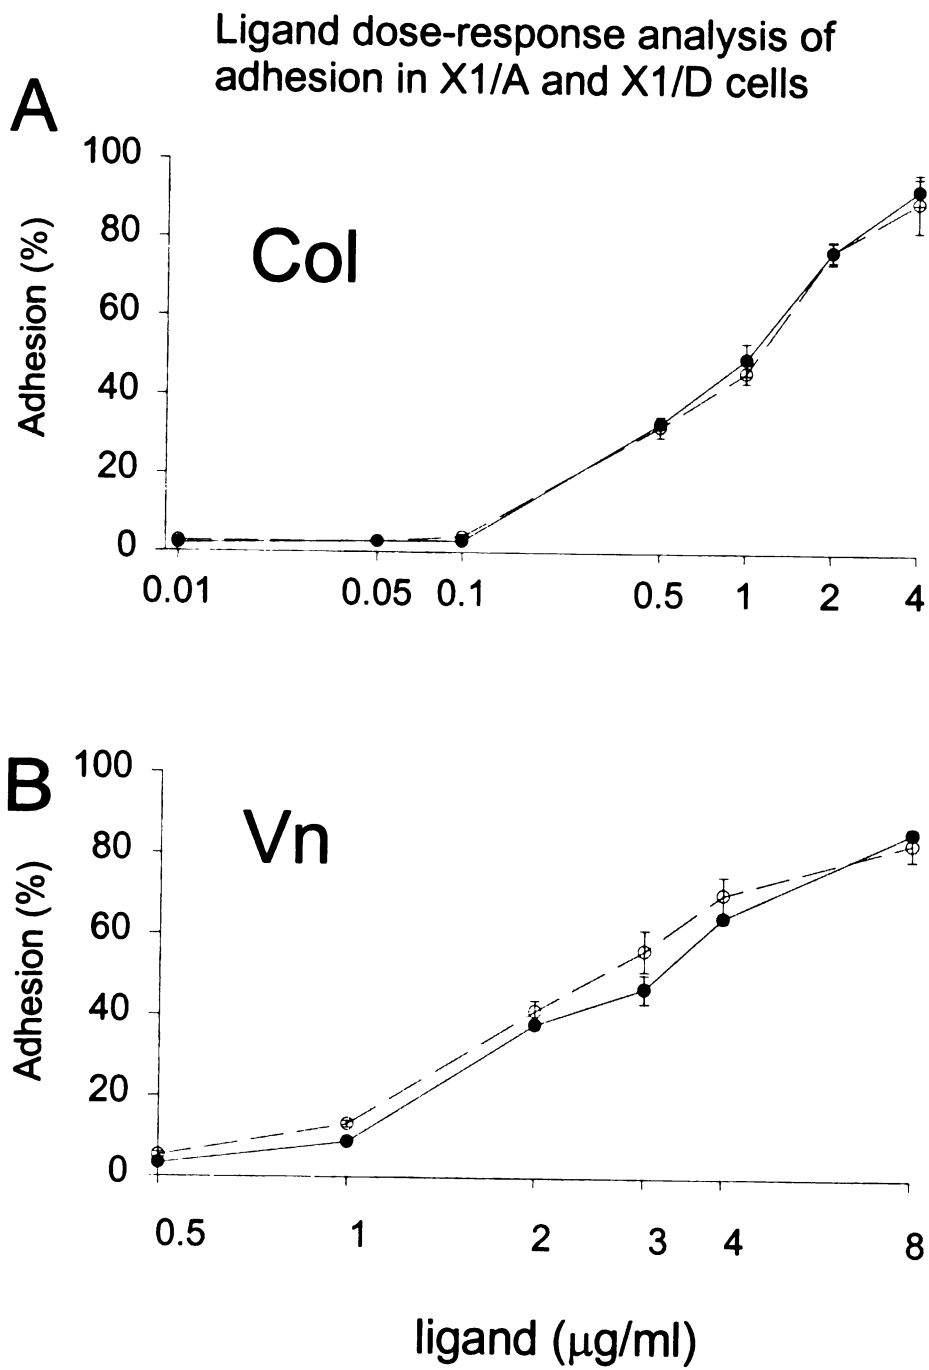 Ligand dose-response analysis of
adhesion in X1/A and X1/D cells
A
100
80
60
40
20
0
Adhesion (%)
Col
0.01 0.05 0.1 0.5 1 2 4
B
100
80
60
40
20
0
Adhesion (%)
Vn
0.5 1 2 3 4 8
ligand (μg/ml)